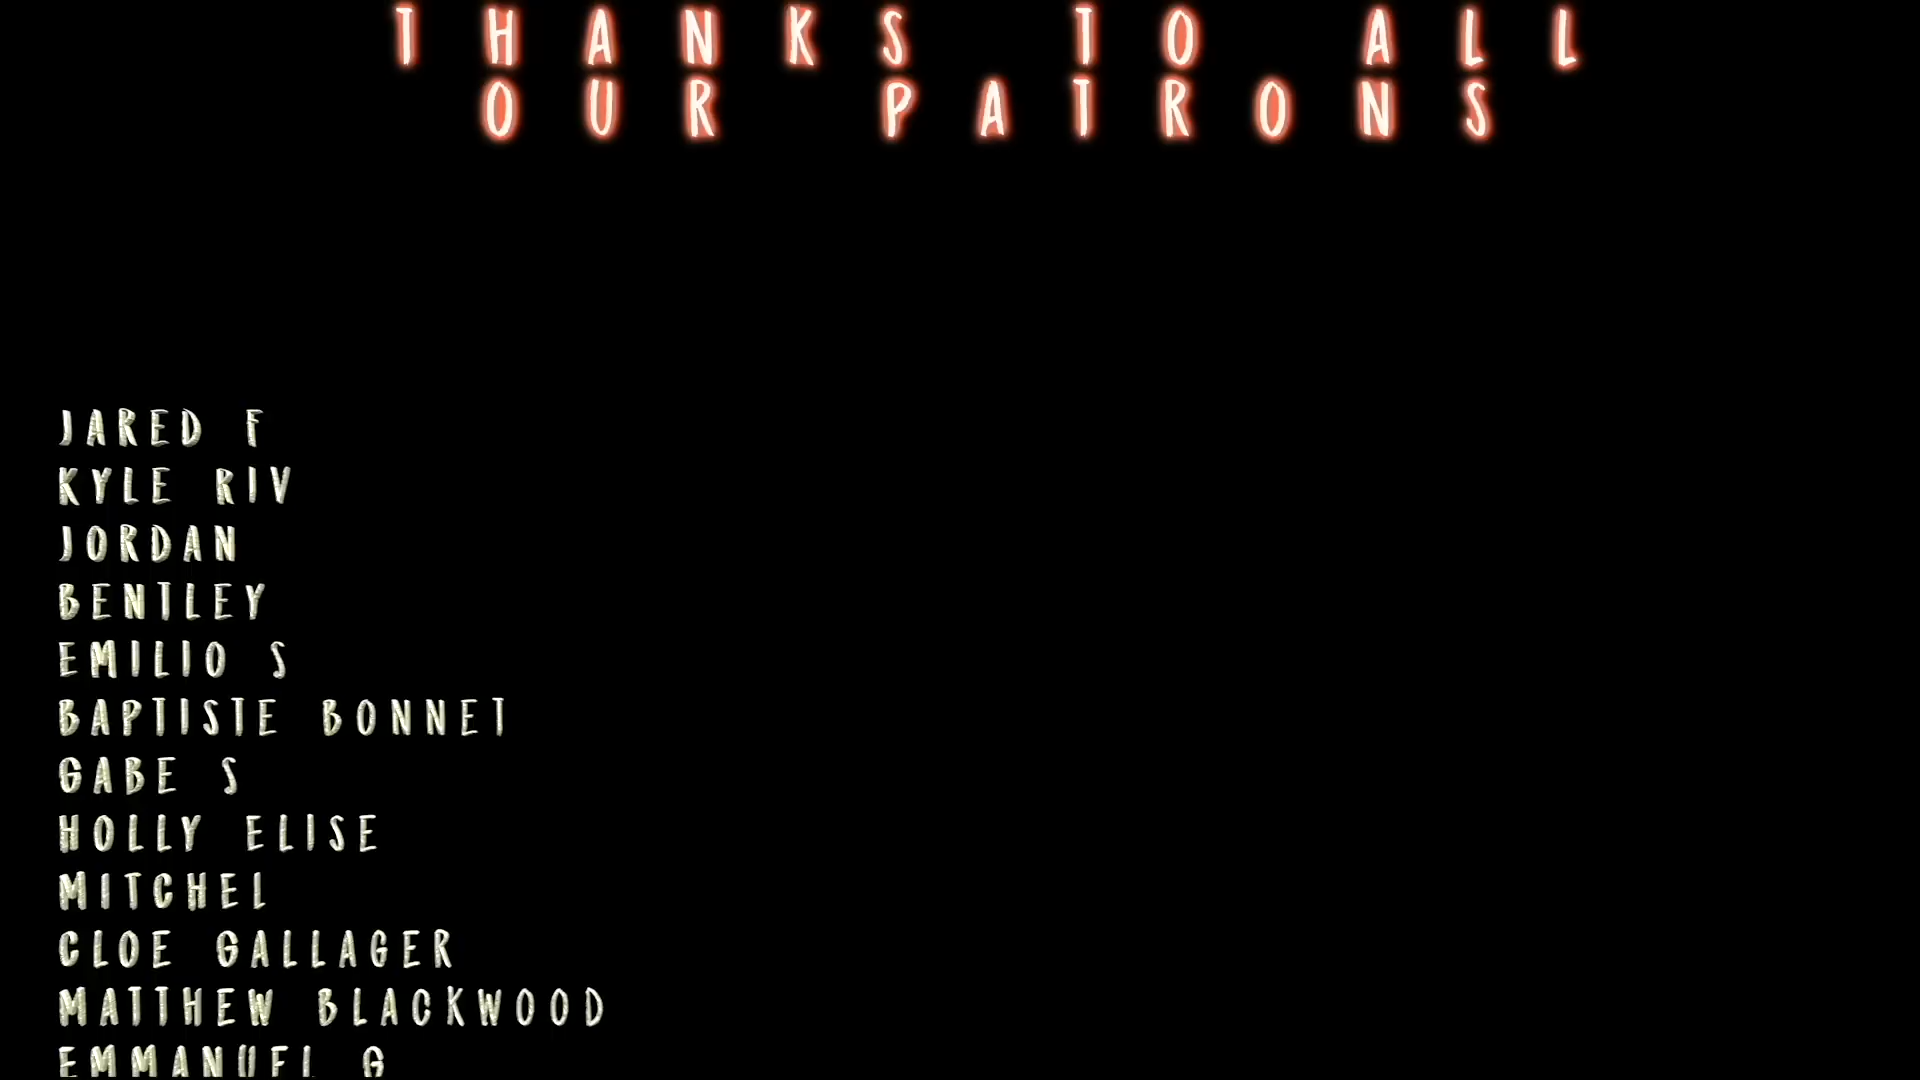 THANKS TO ALL
OUR PATRONS
JARED F
KYLE RIV
JORDAN
BENTLEY
EMILIO S
BAPTISTE BONNET
GABE S
HOLLY ELISE
MITCHEL
CLOE GALLAGER
MATTHEW BLACKWOOD
EMMANUEL G